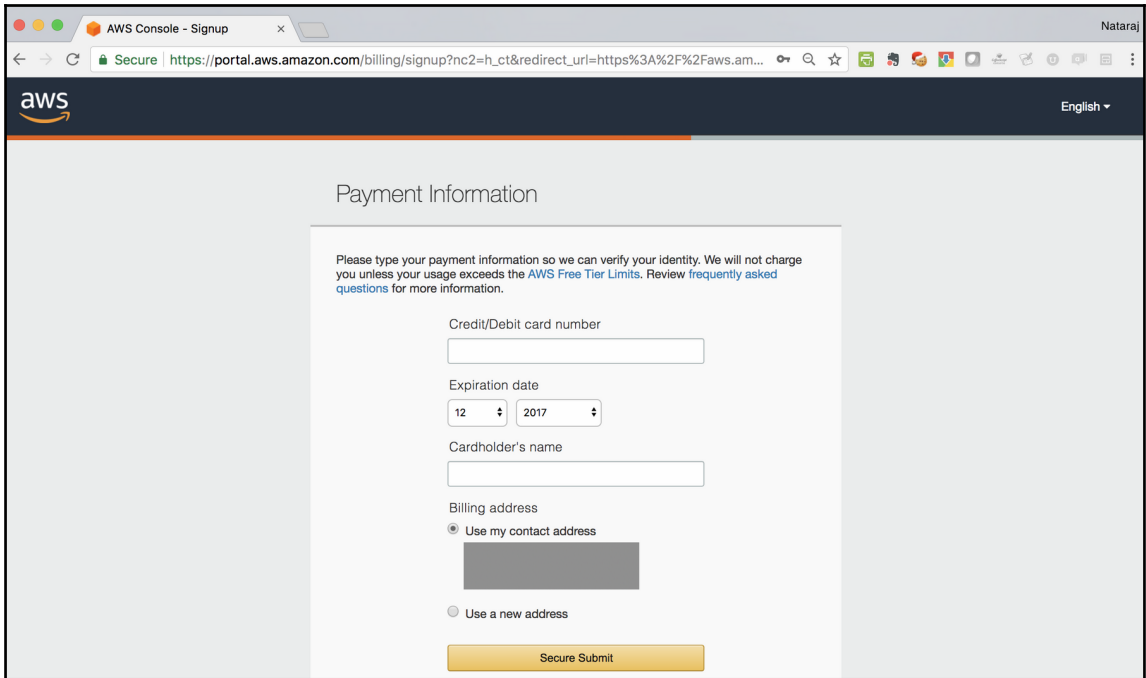 AWS Console - Signup
Nataraj
Secure https://portal.aws.amazon.com/billing/signup?nc2=h_ct&redirect_url=https%3A%2F%2Faws.am...
aws
English
Payment Information
Please type your payment information so we can verify your identity. We will not charge
you unless your usage exceeds the AWS Free Tier Limits. Review frequently asked
questions for more information.
Credit/Debit card number
Expiration date
12 2017
Cardholder's name
Billing address
Use my contact address
Use a new address
Secure Submit